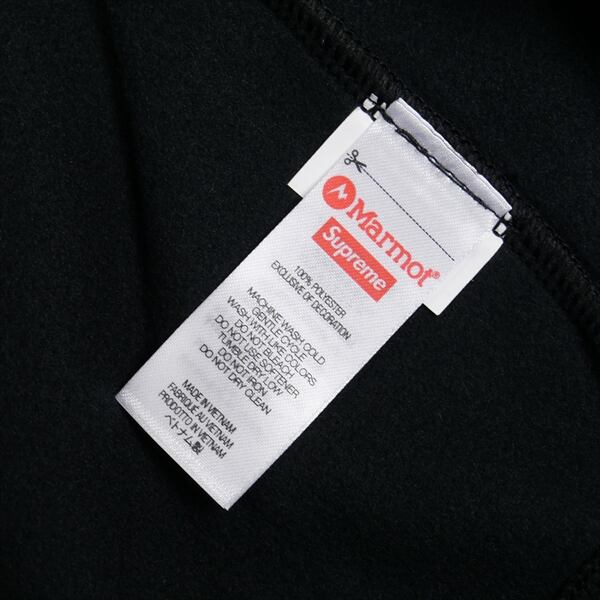 Marmot®
Supreme
100% POLYESTER
EXCLUSIVE OF DECORATION
MACHINE WASH COLD
GENTLE CYCLE
WASH WITH LIKE COLORS
DO NOT BLEACH
DO NOT USE SOFTENER
TUMBLE DRY LOW
DO NOT IRON
DO NOT DRY CLEAN
MADE IN VIETNAM
FABRIQUÉ AU VIETNAM
PRODOTTO IN VIETNAM
ベトナム製